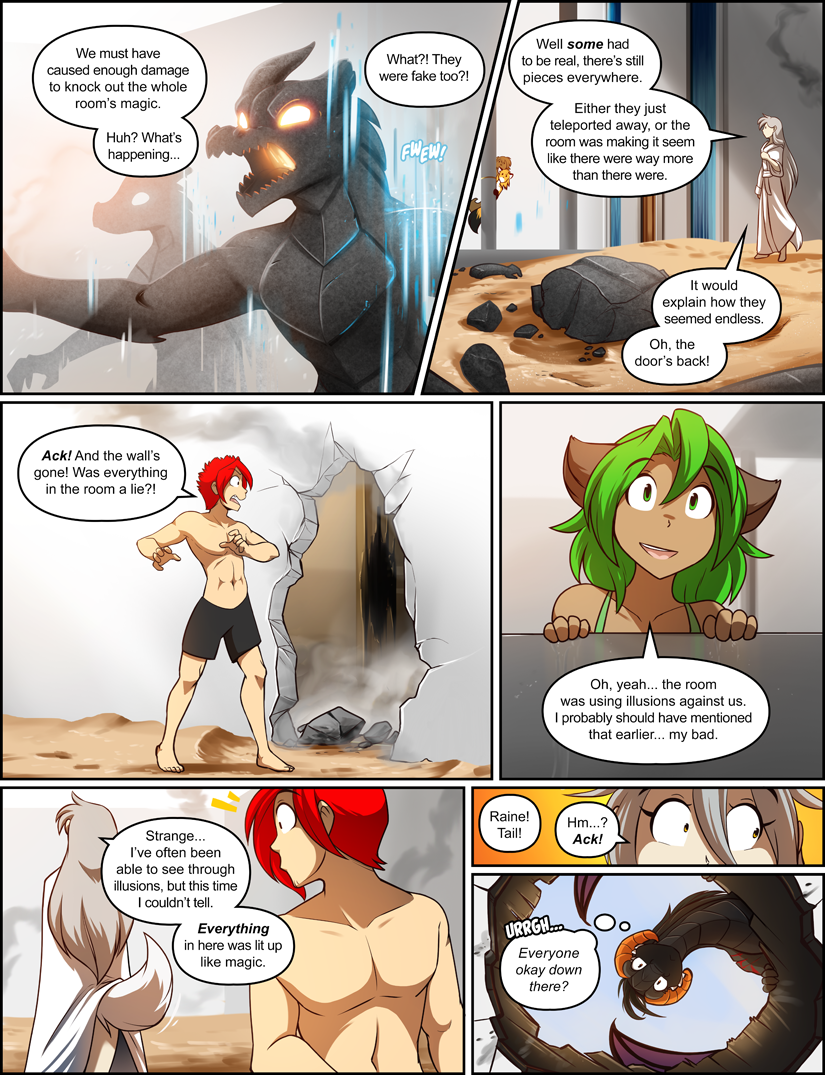 We must have
caused enough damage
to knock out the whole
room's magic.
Huh? What's
happening...
What?! They
were fake too?!
FWEW!
Well some had
to be real, there's still
pieces everywhere.
Either they just
teleported away, or the
room was making it seem
like there were way more
than there were.
It would
explain how they
seemed endless.
Oh, the
door's back!
Ack! And the wall's
gone! Was everything
in the room a lie?!
Oh, yeah... the room
was using illusions against us.
I probably should have mentioned
that earlier... my bad.
Strange...
I've often been
able to see through
illusions, but this time
I couldn't tell.
Everything
in here was lit up
like magic.
Raine!
Tail!
Hm...?
Ack!
URRGH...
Everyone
okay down
there?